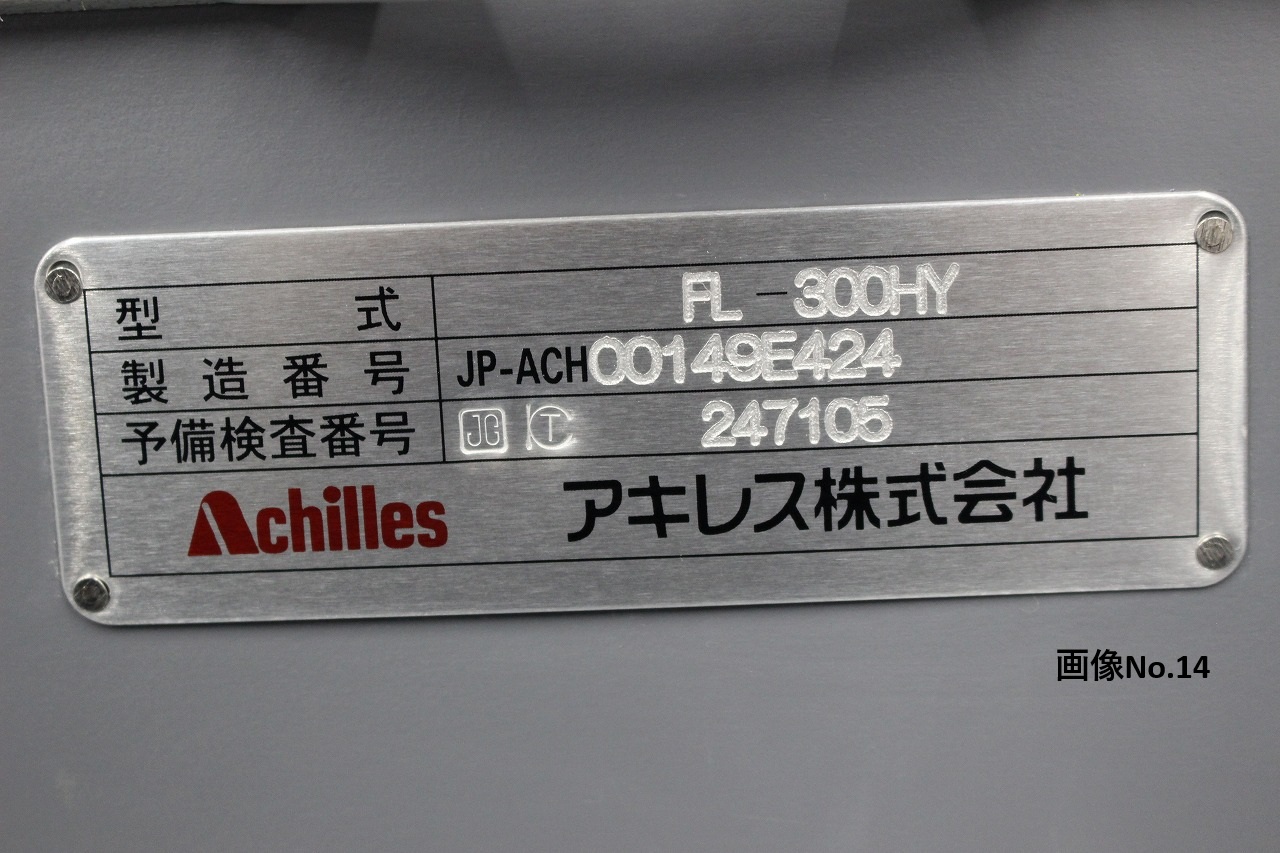 型式 FL-300HY
製造番号 JP-ACH00149E424
予備検査番号 JG 247105
Achilles アキレス株式会社
画像No.14